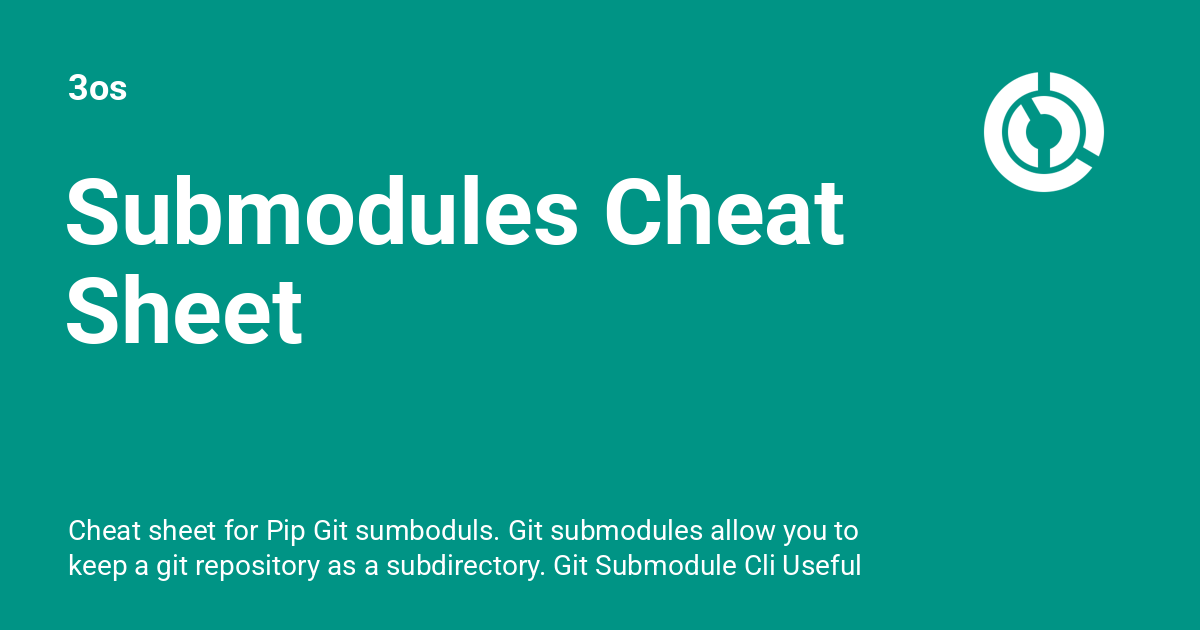 3os
Submodules Cheat
Sheet
Cheat sheet for Pip Git sumboduls. Git submodules allow you to
keep a git repository as a subdirectory. Git Submodule Cli Useful